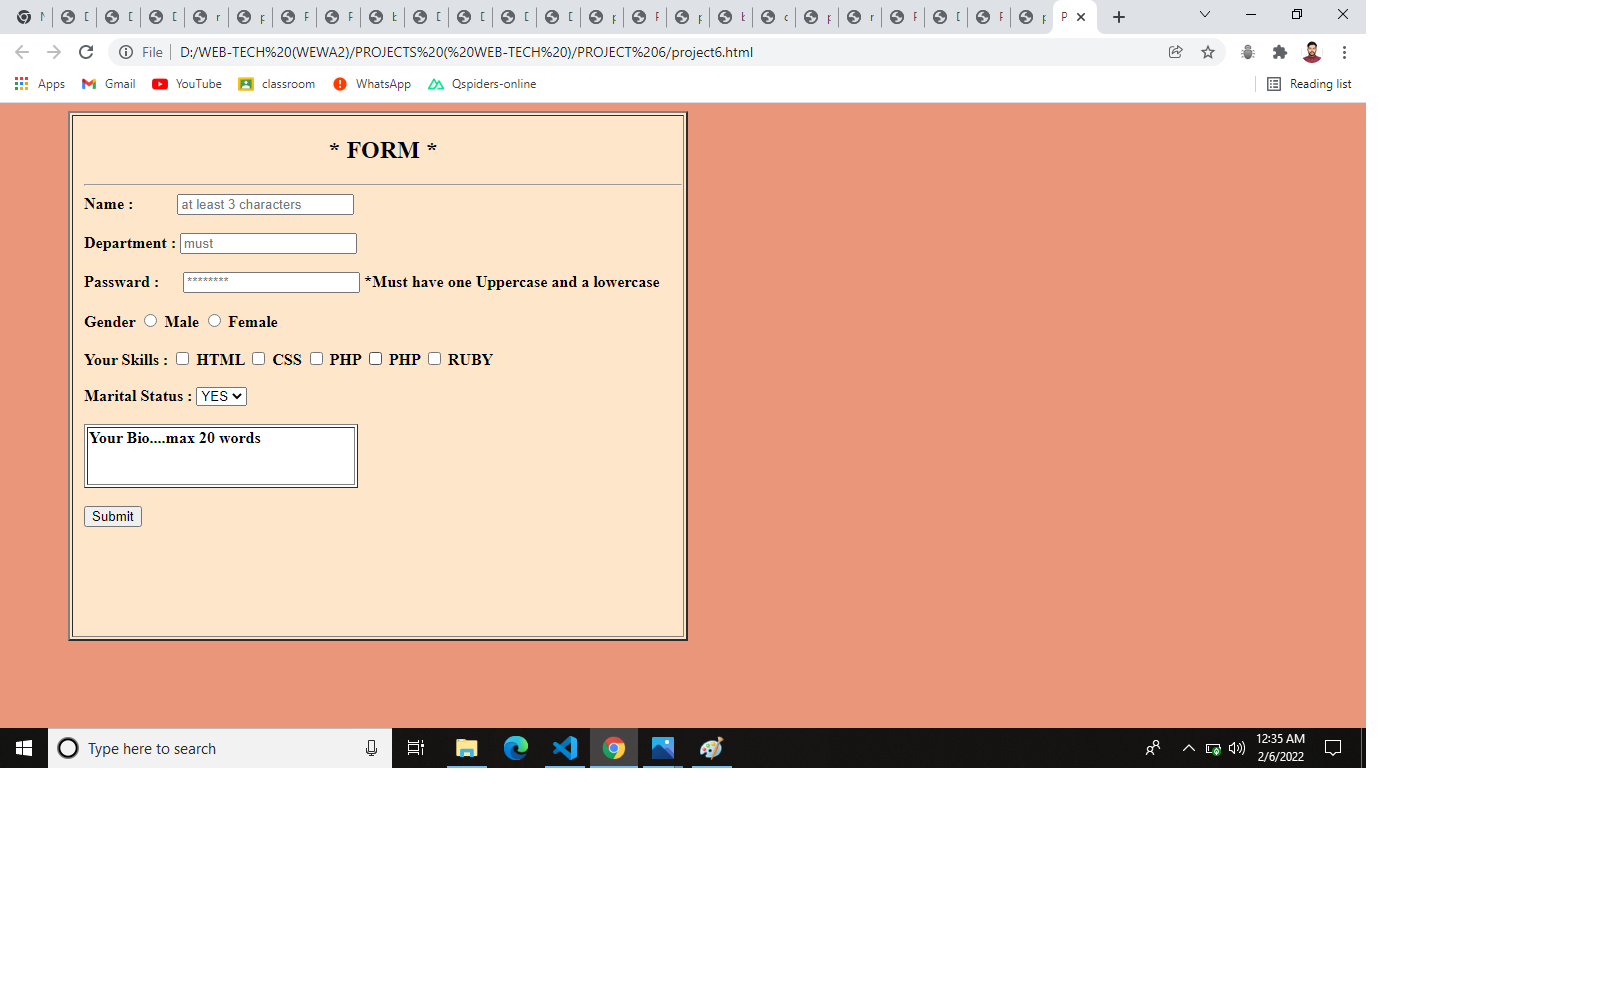 File D:/WEB-TECH%20(WEWA2)/PROJECTS%20(%20WEB-TECH%20)/PROJECT%206/project6.html
Apps Gmail YouTube classroom WhatsApp Qspiders-online Reading list
* FORM *
Name : at least 3 characters
Department : must
Passward : ******** *Must have one Uppercase and a lowercase
Gender Male Female
Your Skills : HTML CSS PHP PHP RUBY
Marital Status : YES
Your Bio....max 20 words
Submit
Type here to search
12:35 AM
2/6/2022